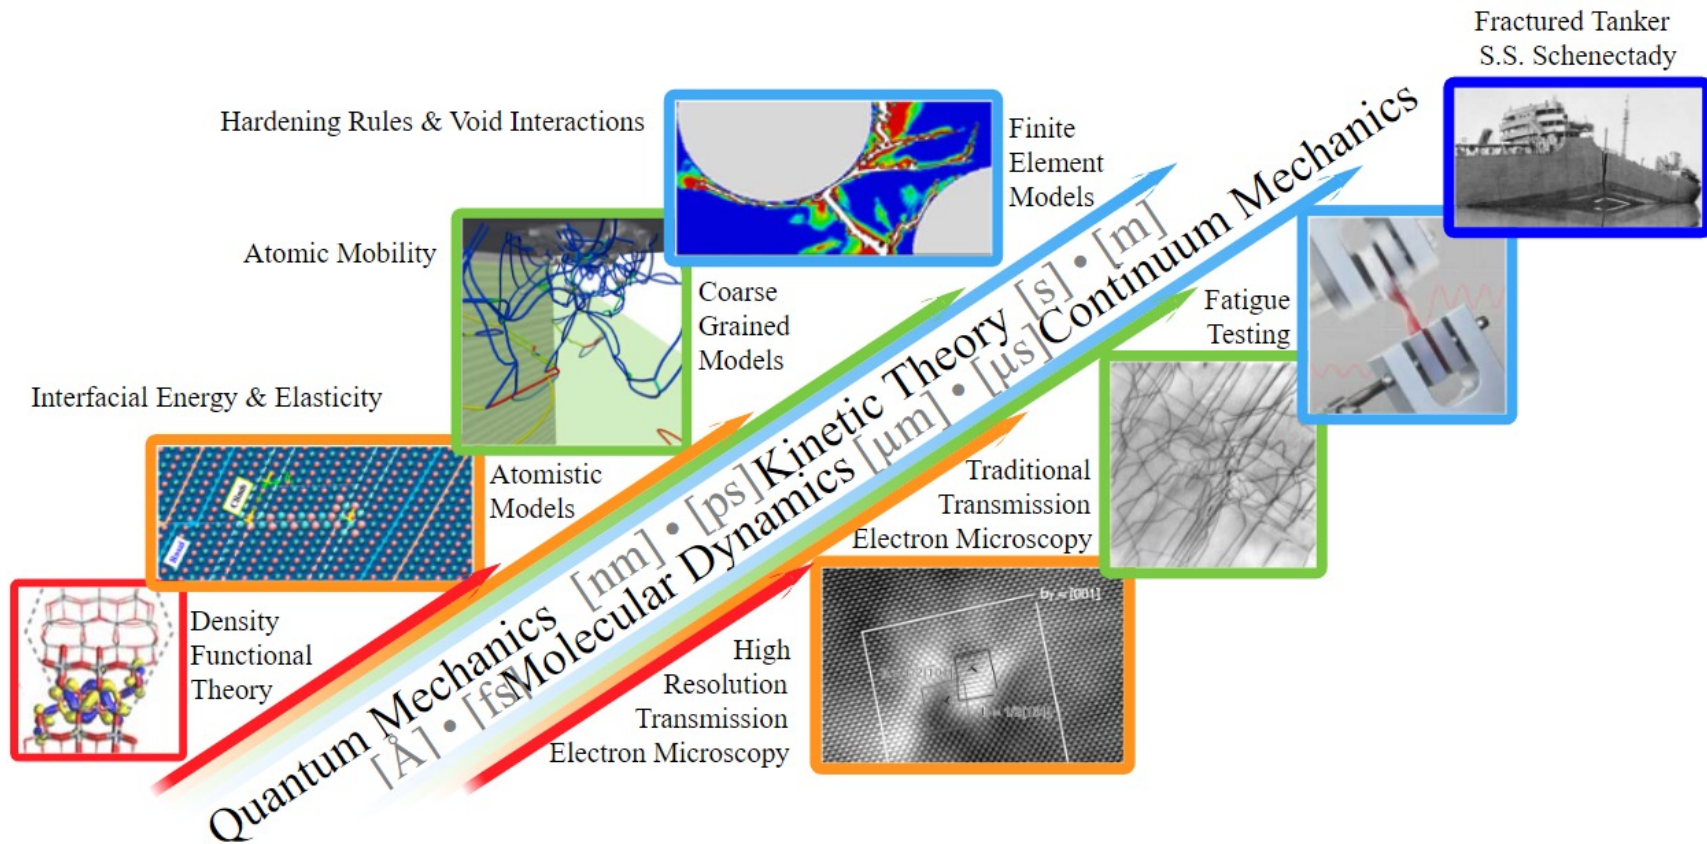 Fractured Tanker
S.S. Schenectady
Hardening Rules & Void Interactions
Finite
Element
Models
Atomic Mobility
Coarse
Grained
Models
Fatigue
Testing
Interfacial Energy & Elasticity
Atomistic
Models
Climb
Basal
Traditional
Transmission
Electron Microscopy
Density
Functional
Theory
High
Resolution
Transmission
Electron Microscopy
Quantum Mechanics [nm] • [ps] Kinetic Theory [s] • [m]
[Å] • [fs] Molecular Dynamics [μm] • [μs] Continuum Mechanics